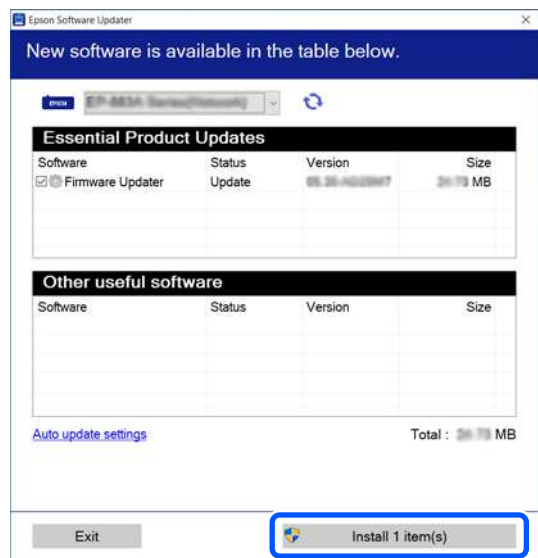 Epson Software Updater
New software is available in the table below.
EPSON
Essential Product Updates
Software Status Version Size
Firmware Updater Update MB
Other useful software
Software Status Version Size
Auto update settings Total : MB
Exit Install 1 item(s)